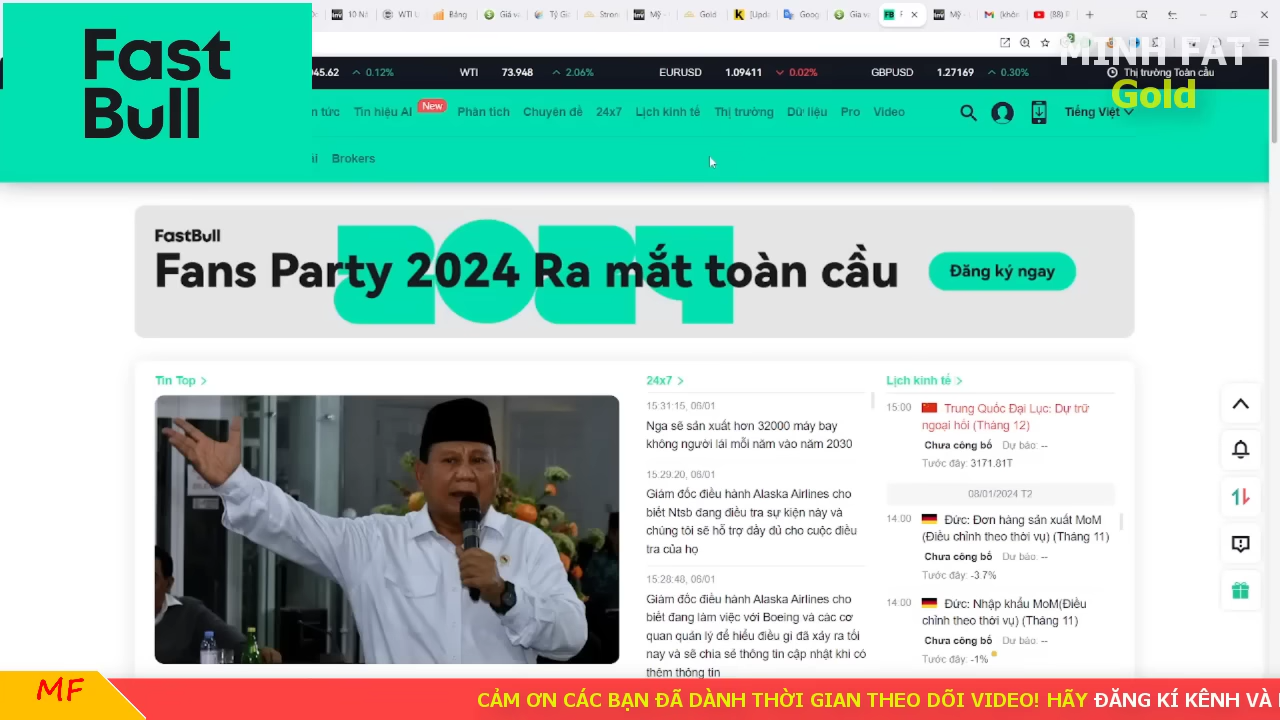 Fast
Bull
MINH FAT
Gold
0.12%
WTI
73.948
2.06%
EURUSD
1.09411
0.02%
GBPUSD
1.27169
0.30%
Thị trường Toàn cầu
Tín hiệu AI
New
Phân tích
Chuyên đề
24x7
Lịch kinh tế
Thị trường
Dữ liệu
Pro
Video
Tiếng Việt
Brokers
FastBull
Fans Party 2024 Ra mắt toàn cầu
Đăng ký ngay
Tin Top >
24x7 >
15:31:15, 06/01
Nga sẽ sản xuất hơn 32000 máy bay
không người lái mỗi năm vào năm 2030
15:29:20, 06/01
Giám đốc điều hành Alaska Airlines cho
biết Ntsb đang điều tra sự kiện này và
chúng tôi sẽ hỗ trợ đầy đủ cho cuộc điều
tra của họ
15:28:48, 06/01
Giám đốc điều hành Alaska Airlines cho
biết đang làm việc với Boeing và các cơ
quan quản lý để hiểu điều gì đã xảy ra tối
nay và sẽ chia sẻ thông tin cập nhật khi có
thêm thông tin
Lịch kinh tế >
15:00
Trung Quốc Đại Lục: Dự trữ
ngoại hối (Tháng 12)
Chưa công bố Dự báo: --
Trước đây: 3171.81T
08/01/2024 T2
14:00
Đức: Đơn hàng sản xuất MoM
(Điều chỉnh theo thời vụ) (Tháng 11)
Chưa công bố Dự báo: --
Trước đây: -3.7%
14:00
Đức: Nhập khẩu MoM(Điều
chỉnh theo thời vụ) (Tháng 11)
Chưa công bố Dự báo: --
Trước đây: -1%
MF
CẢM ƠN CÁC BẠN ĐÃ DÀNH THỜI GIAN THEO DÕI VIDEO! HÃY ĐĂNG KÍ KÊNH VÀ